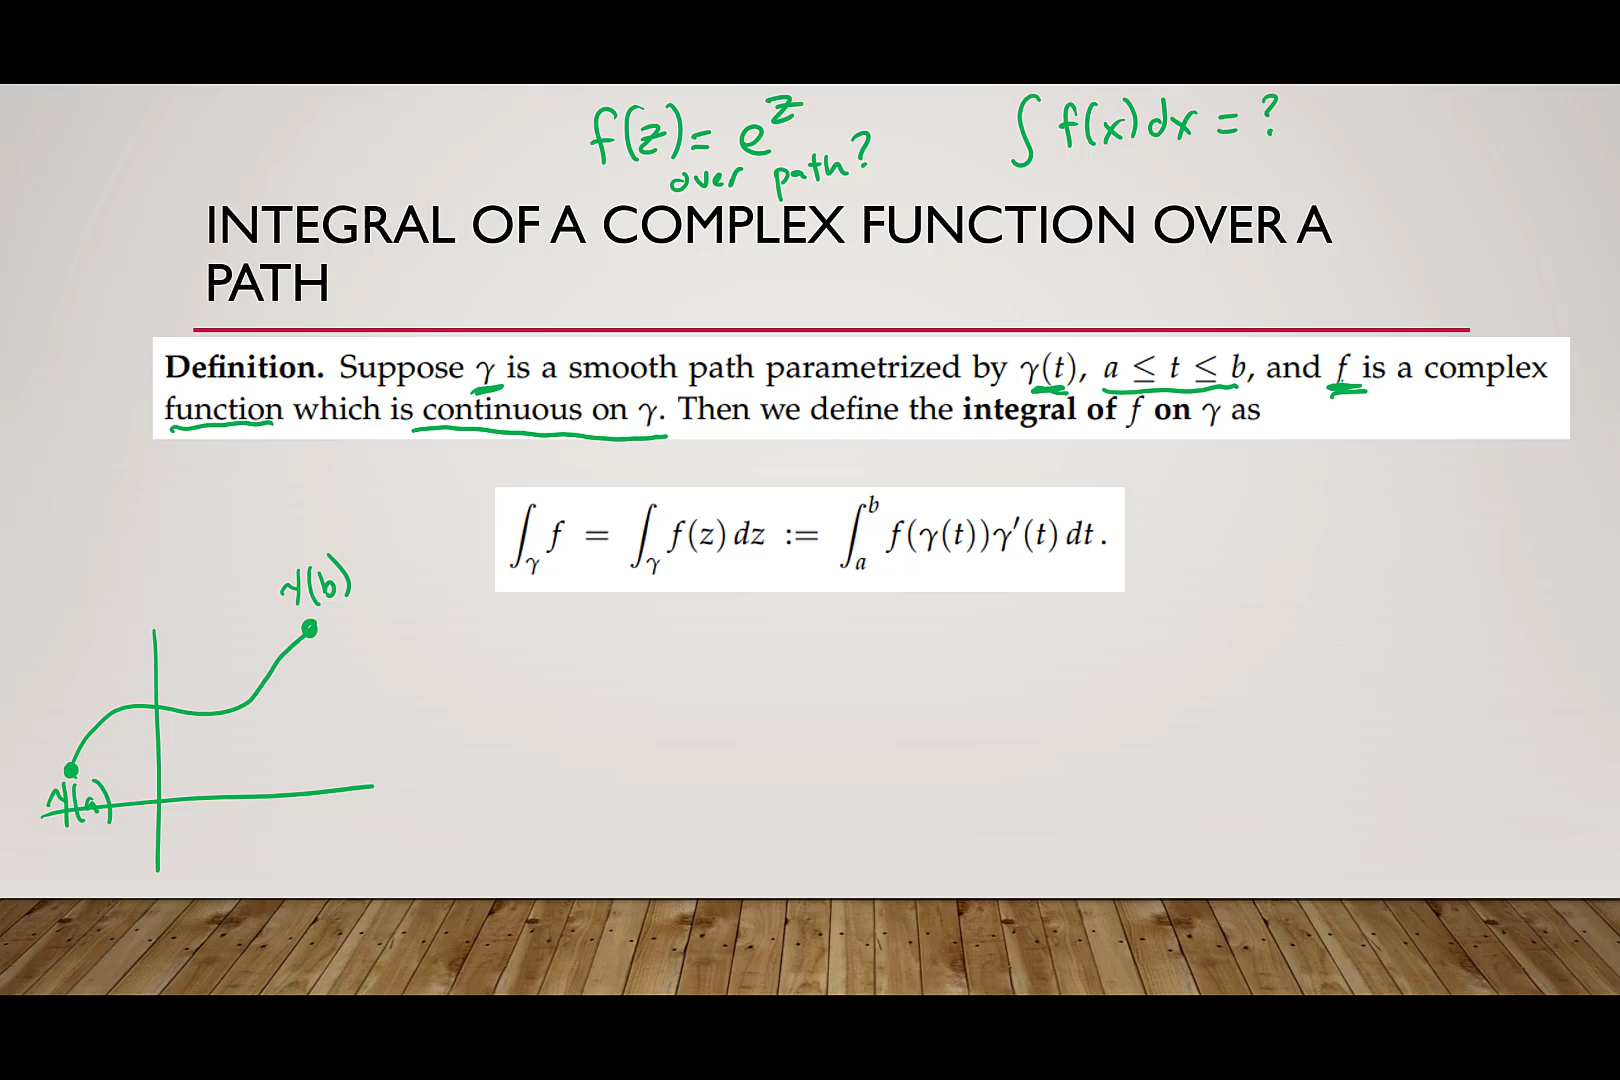 f(z) = e^z
over path?
∫ f(x) dx = ?
INTEGRAL OF A COMPLEX FUNCTION OVER A
PATH
Definition. Suppose γ is a smooth path parametrized by γ(t), a ≤ t ≤ b, and f is a complex
function which is continuous on γ. Then we define the integral of f on γ as
∫_γ f = ∫_γ f(z) dz := ∫_a^b f(γ(t))γ′(t) dt.
γ(b)
γ(a)